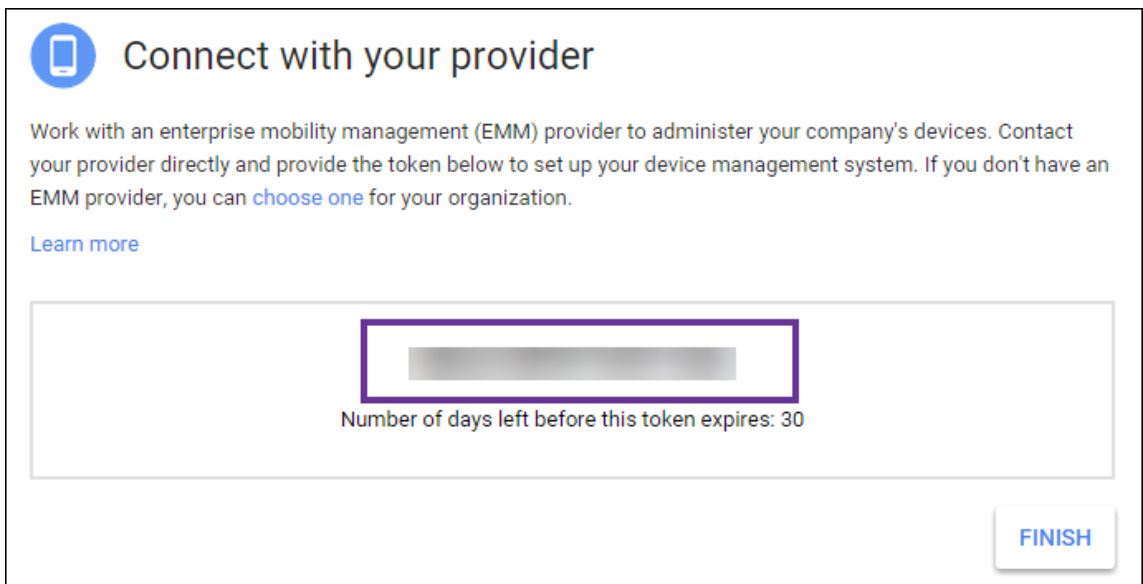 Connect with your provider
Work with an enterprise mobility management (EMM) provider to administer your company's devices. Contact
your provider directly and provide the token below to set up your device management system. If you don't have an
EMM provider, you can choose one for your organization.
Learn more
Number of days left before this token expires: 30
FINISH